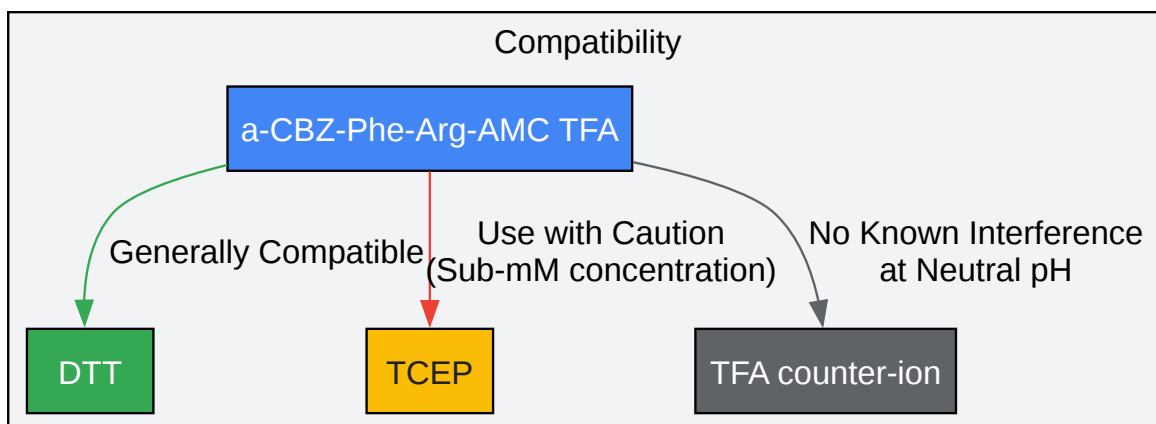 Compatibility
a-CBZ-Phe-Arg-AMC TFA
Generally Compatible
Use with Caution
(Sub-mM concentration)
No Known Interference
at Neutral pH
DTT
TCEP
TFA counter-ion